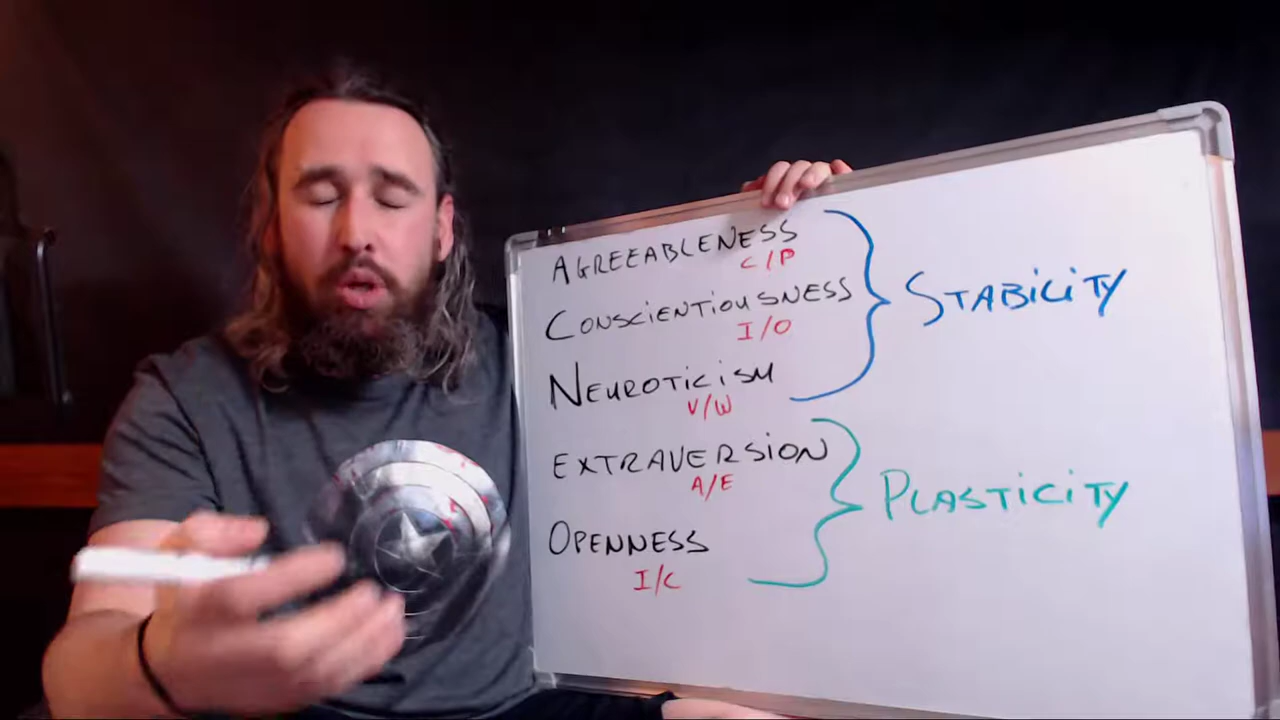 AGREEABLENESS
C/P
CONSCIENTIOUSNESS
I/O
NEUROTICISM
V/W
STABILITY
EXTRAVERSION
A/E
OPENNESS
I/C
PLASTICITY